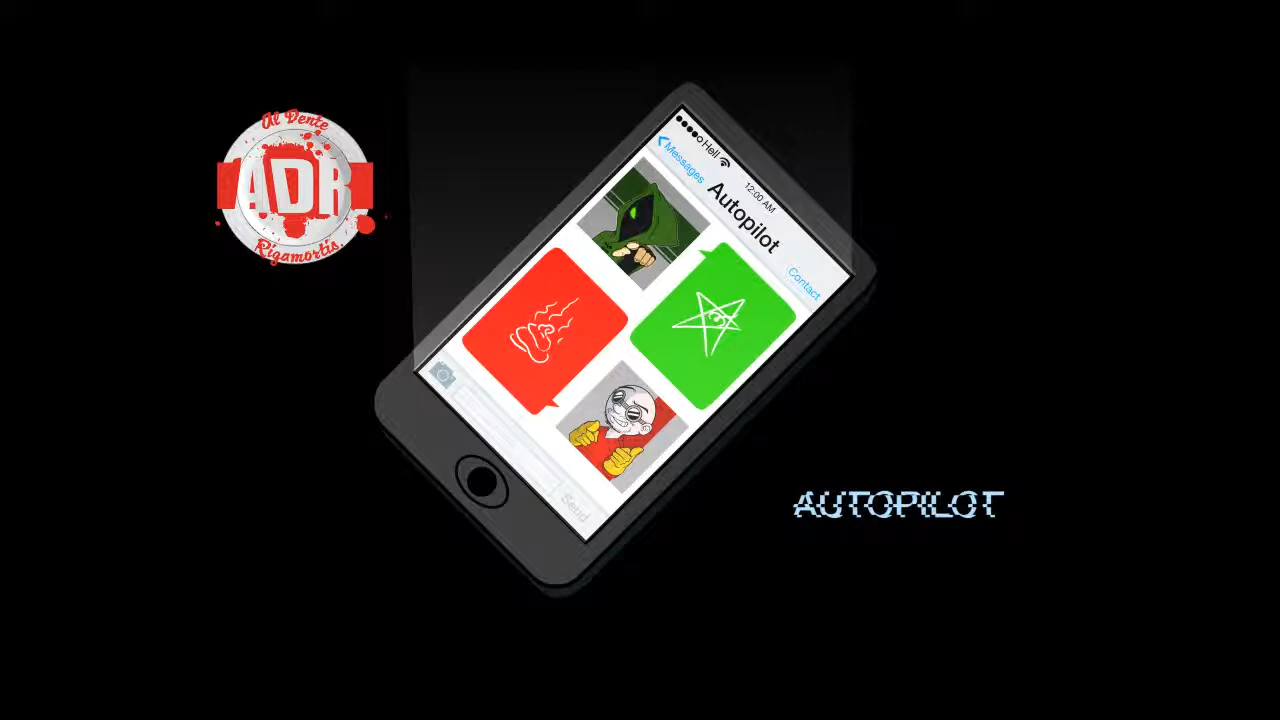 Al Dente
ADR
Rigamortis.
Hell
12:00 AM
Messages
Autopilot
Contact
Send
AUTOPILOT